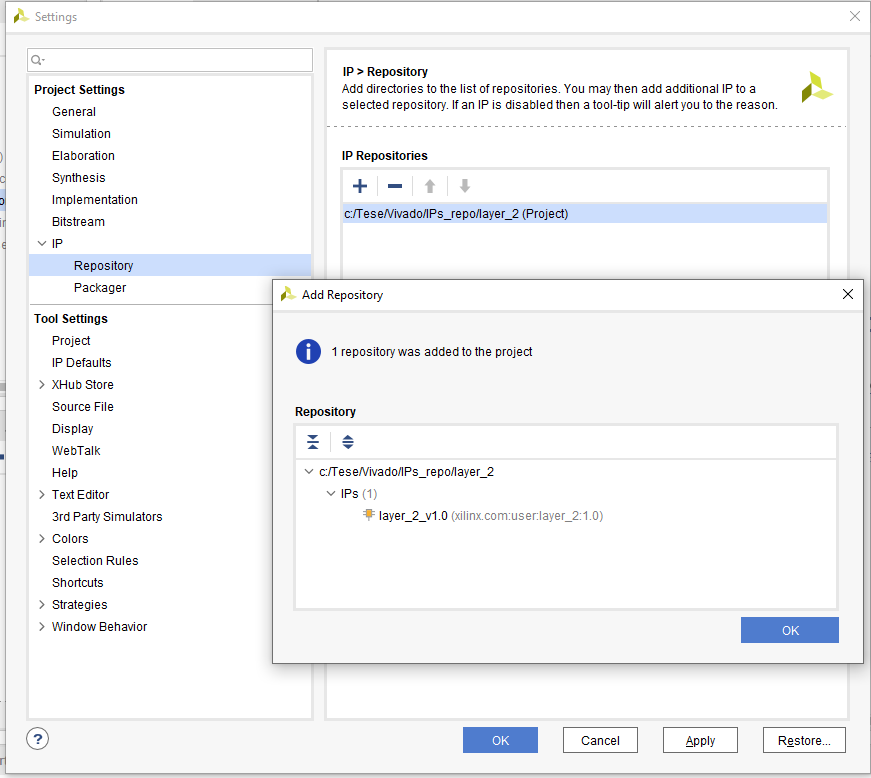 Settings
Project Settings
General
Simulation
Elaboration
Synthesis
Implementation
Bitstream
IP
Repository
Packager
Tool Settings
Project
IP Defaults
XHub Store
Source File
Display
WebTalk
Help
Text Editor
3rd Party Simulators
Colors
Selection Rules
Shortcuts
Strategies
Window Behavior
IP > Repository
Add directories to the list of repositories. You may then add additional IP to a
selected repository. If an IP is disabled then a tool-tip will alert you to the reason.
IP Repositories
c:/Tese/Vivado/IPs_repo/layer_2 (Project)
Add Repository
1 repository was added to the project
Repository
c:/Tese/Vivado/IPs_repo/layer_2
IPs (1)
layer_2_v1.0 (xilinx.com:user:layer_2:1.0)
OK
?
OK
Cancel
Apply
Restore...